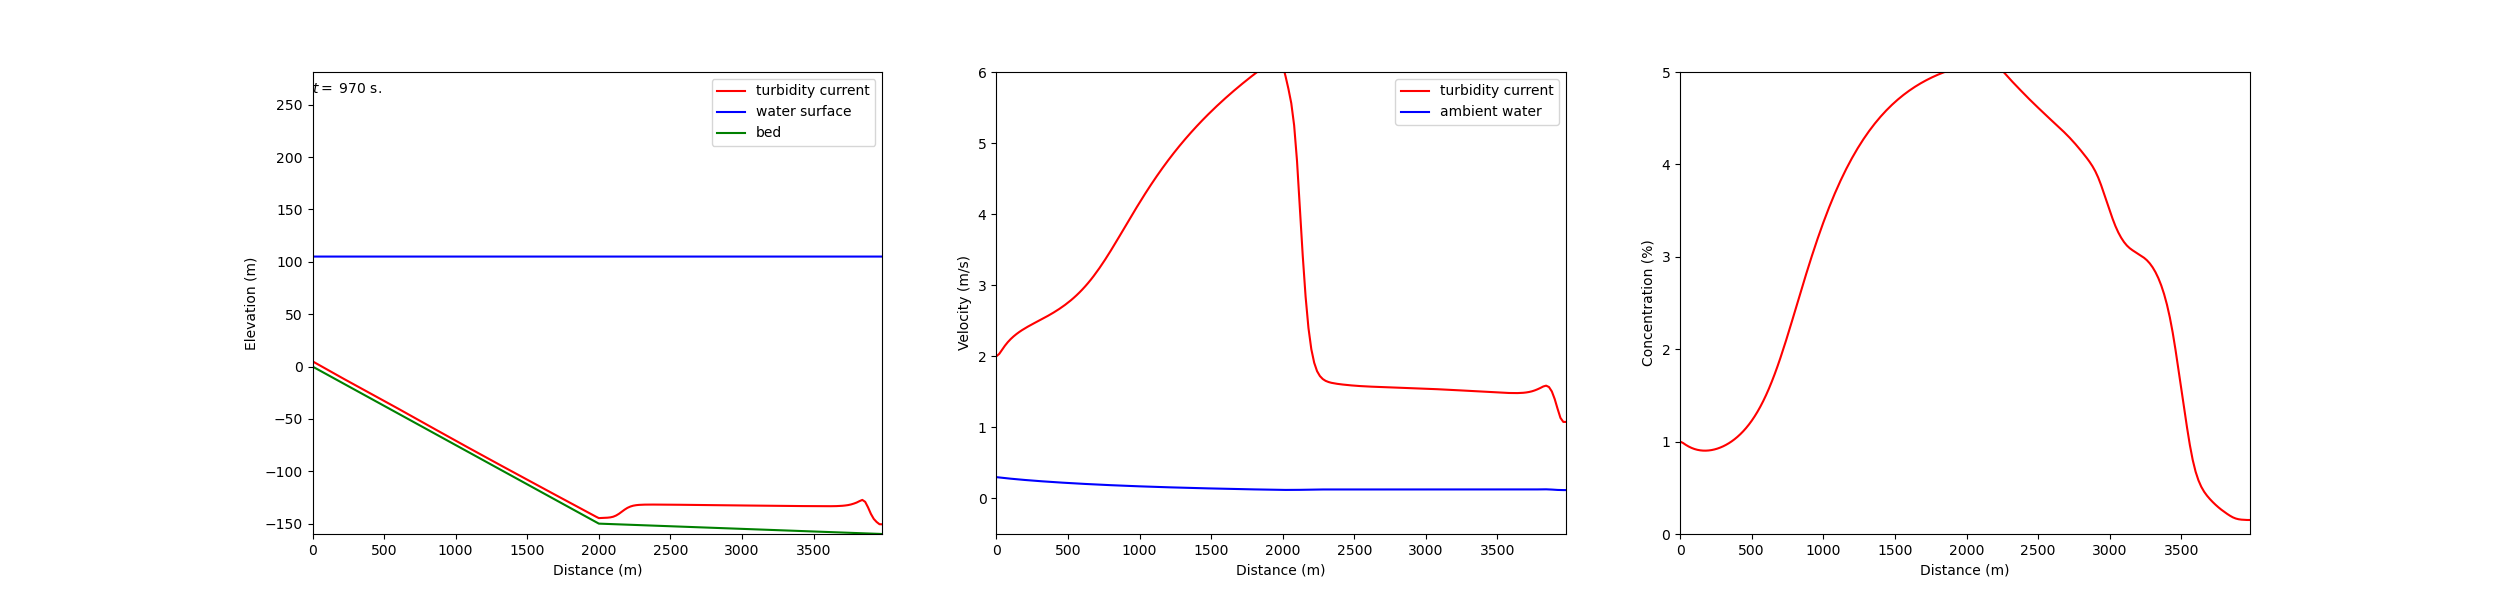 t = 970 s.
turbidity current
water surface
bed
250
200
150
100
50
0
−50
−100
−150
Elevation (m)
0 500 1000 1500 2000 2500 3000 3500
Distance (m)
turbidity current
ambient water
6
5
4
3
2
1
0
Velocity (m/s)
0 500 1000 1500 2000 2500 3000 3500
Distance (m)
5
4
3
2
1
0
Concentration (%)
0 500 1000 1500 2000 2500 3000 3500
Distance (m)